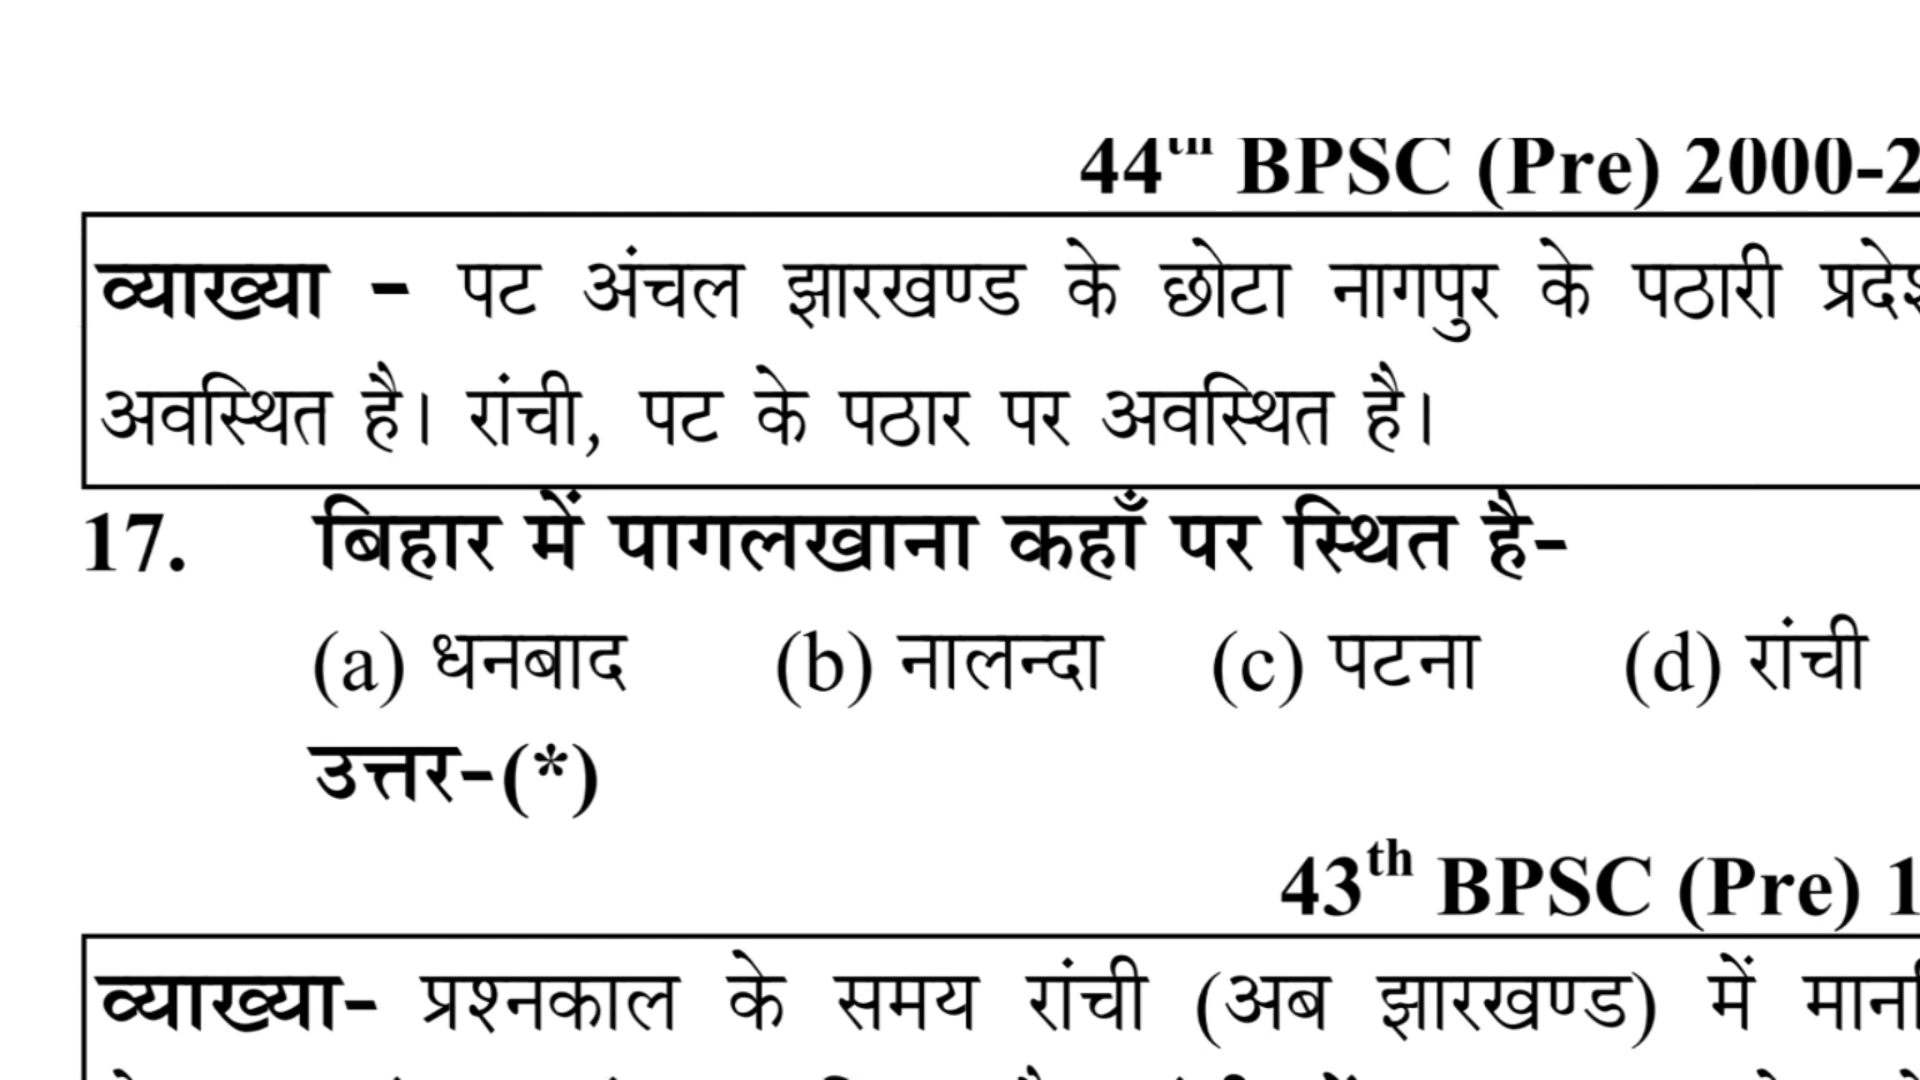 44th BPSC (Pre) 2000-2
व्याख्या - पट अंचल झारखण्ड के छोटा नागपुर के पठारी
अवस्थित है। रांची, पट के पठार पर अवस्थित है।
17. बिहार में पागलखाना कहाँ पर स्थित है-
(a) धनबाद (b) नालन्दा (c) पटना (d) रांची
उत्तर-(*)
43th BPSC (Pre) 1
व्याख्या- प्रश्नकाल के समय रांची (अब झारखण्ड) में